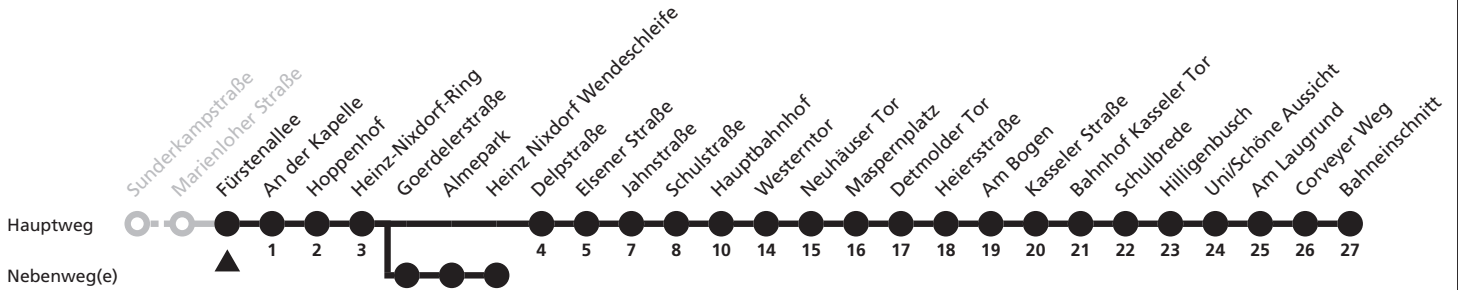 Sunderkampstraße
Marienloher Straße
Fürstenallee
An der Kapelle
Hoppenhof
Heinz-Nixdorf-Ring
Goerdelerstraße
Almepark
Heinz Nixdorf Wendeschleife
Delpstraße
Elsener Straße
Jahnstraße
Schulstraße
Hauptbahnhof
Westerntor
Neuhäuser Tor
Maspernplatz
Detmolder Tor
Heiersstraße
Am Bogen
Kasseler Straße
Bahnhof Kasseler Tor
Schulbrede
Hilligenbusch
Uni/Schöne Aussicht
Am Laugrund
Corveyer Weg
Bahneinschnitt
Hauptweg
1 2 3 4 5 7 8 10 14 15 16 17 18 19 20 21 22 23 24 25 26 27
Nebenweg(e)